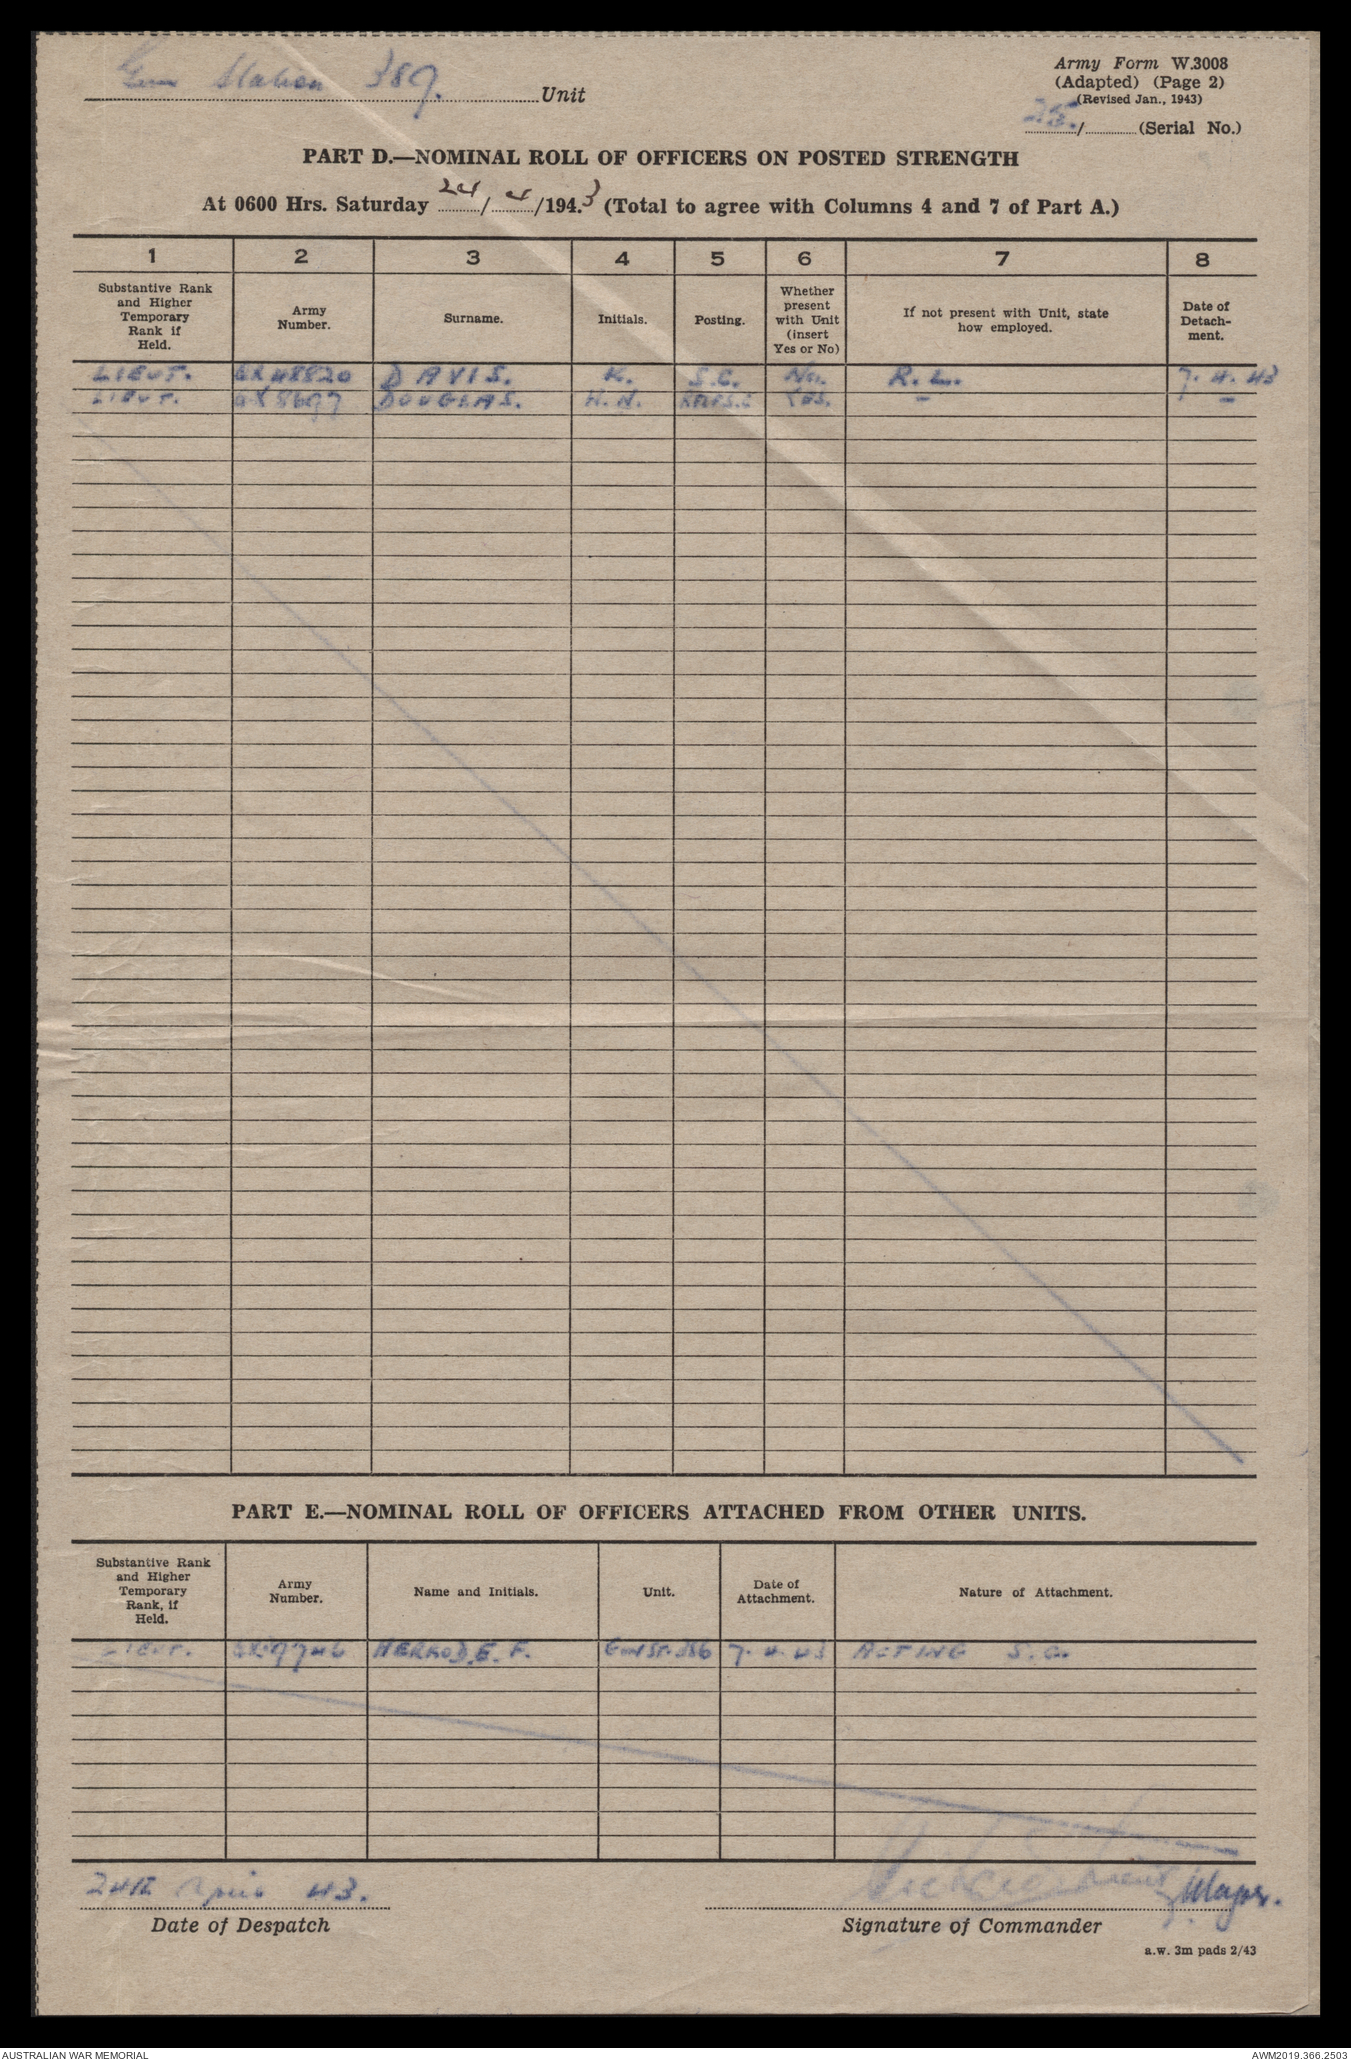 Gun Station 389. Unit
Army Form W.3008
(Adapted) (Page 2)
(Revised Jan., 1943)
25./ (Serial No.)
PART D.—NOMINAL ROLL OF OFFICERS ON POSTED STRENGTH
At 0600 Hrs. Saturday 24/4/1943 (Total to agree with Columns 4 and 7 of Part A.)
1 2 3 4 5 6 7 8
Substantive Rank and Higher Temporary Rank if Held. Army Number. Surname. Initials. Posting. Whether present with Unit (insert Yes or No) If not present with Unit, state how employed. Date of Detachment.
LIEUT. QX48820 DAVIS. K. S.C. No. R.L. 7.4.43
LIEUT. QX8697 DOUGLAS. Yes. - -
PART E.—NOMINAL ROLL OF OFFICERS ATTACHED FROM OTHER UNITS.
Substantive Rank and Higher Temporary Rank, if Held. Army Number. Name and Initials. Unit. Date of Attachment. Nature of Attachment.
LIEUT. HERROD. E. F. GUNST. 386 7.4.43 ACTING S.C.
24th April 43.
Major.
Date of Despatch
Signature of Commander
a.w. 3m pads 2/43
AUSTRALIAN WAR MEMORIAL
AWM2019.366.2503